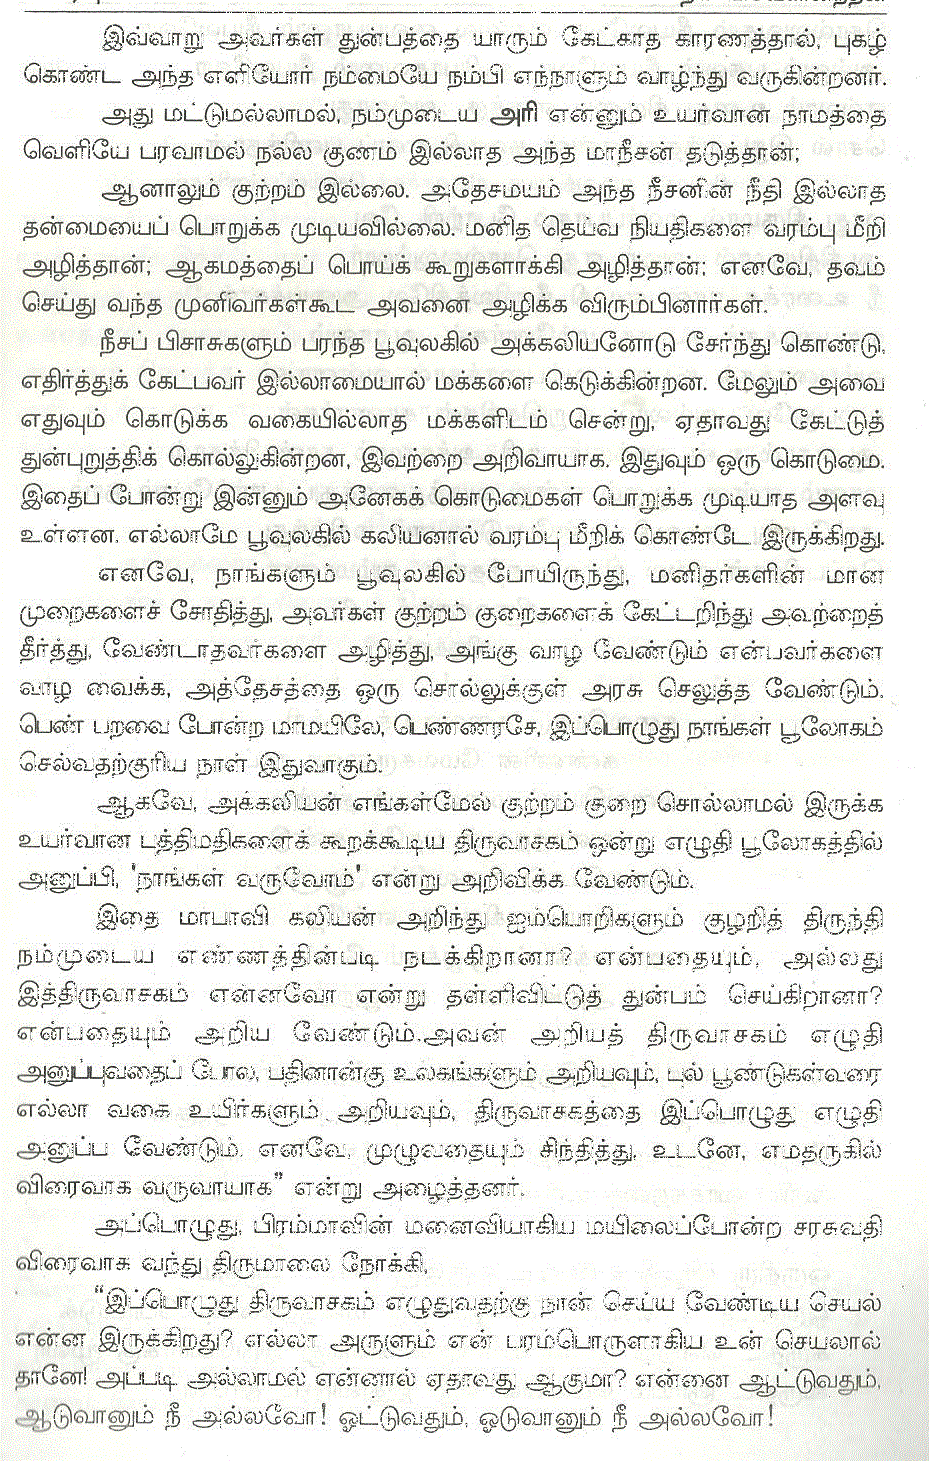 இவ்வாறு அவர்கள் துன்பத்தை யாரும் கேட்காத காரணத்தால், புகழ்
கொண்ட அந்த எளியோர் நம்மையே நம்பி எந்நாளும் வாழ்ந்து வருகின்றனர்.
அது மட்டுமல்லாமல், நம்முடைய அரி என்னும் உயர்வான நாமத்தை
வெளியே பரவாமல் நல்ல குணம் இல்லாத அந்த மாநீசன் தடுத்தான்;
ஆனாலும் குற்றம் இல்லை. அதேசமயம் அந்த நீசனின் நீதி இல்லாத
தன்மையைப் பொறுக்க முடியவில்லை. மனித தெய்வ நியதிகளை வரம்பு மீறி
அழித்தான்; ஆகமத்தைப் பொய்க் கூறுகளாக்கி அழித்தான்; எனவே, தவம்
செய்து வந்த முனிவர்கள்கூட அவனை அழிக்க விரும்பினார்கள்.
நீசப் பிசாசுகளும் பரந்த பூவுலகில் அக்கலியனோடு சேர்ந்து கொண்டு,
எதிர்த்துக் கேட்பவர் இல்லாமையால் மக்களை கெடுக்கின்றன. மேலும் அவை
எதுவும் கொடுக்க வகையில்லாத மக்களிடம் சென்று, ஏதாவது கேட்டுத்
துன்புறுத்திக் கொல்லுகின்றன, இவற்றை அறிவாயாக. இதுவும் ஒரு கொடுமை.
இதைப் போன்று இன்னும் அனேகக் கொடுமைகள் பொறுக்க முடியாத அளவு
உள்ளன. எல்லாமே பூவுலகில் கலியனால் வரம்பு மீறிக் கொண்டே இருக்கிறது.
எனவே, நாங்களும் பூவுலகில் போயிருந்து, மனிதர்களின் மான
முறைகளைச் சோதித்து, அவர்கள் குற்றம் குறைகளைக் கேட்டறிந்து அவற்றைத்
தீர்த்து, வேண்டாதவர்களை அழித்து, அங்கு வாழ வேண்டும் என்பவர்களை
வாழ வைக்க, அத்தேசத்தை ஒரு சொல்லுக்குள் அரசு செலுத்த வேண்டும்.
பெண் பறவை போன்ற மாமயிலே, பெண்ணரசே, இப்பொழுது நாங்கள் பூலோகம்
செல்வதற்குரிய நாள் இதுவாகும்.
ஆகவே, அக்கலியன் எங்கள்மேல் குற்றம் குறை சொல்லாமல் இருக்க
உயர்வான புத்திமதிகளைக் கூறக்கூடிய திருவாசகம் ஒன்று எழுதி பூலோகத்தில்
அனுப்பி, 'நாங்கள் வருவோம்' என்று அறிவிக்க வேண்டும்.
இதை மாபாவி கலியன் அறிந்து ஐம்பொறிகளும் குழறித் திருந்தி
நம்முடைய எண்ணத்தின்படி நடக்கிறானா? என்பதையும், அல்லது
இத்திருவாசகம் என்னவோ என்று தள்ளிவிட்டுத் துன்பம் செய்கிறானா?
என்பதையும் அறிய வேண்டும்.அவன் அறியத் திருவாசகம் எழுதி
அனுப்புவதைப் போல, பதினான்கு உலகங்களும் அறியவும், புல் பூண்டுகள்வரை
எல்லா வகை உயிர்களும் அறியவும், திருவாசகத்தை இப்பொழுது எழுதி
அனுப்ப வேண்டும். எனவே, முழுவதையும் சிந்தித்து, உடனே, எமதருகில்
விரைவாக வருவாயாக" என்று அழைத்தனர்.
அப்பொழுது, பிரம்மாவின் மனைவியாகிய மயிலைப்போன்ற சரசுவதி
விரைவாக வந்து திருமாலை நோக்கி,
"இப்பொழுது திருவாசகம் எழுதுவதற்கு நான் செய்ய வேண்டிய செயல்
என்ன இருக்கிறது? எல்லா அருளும் என் பரம்பொருளாகிய உன் செயலால்
தானே! அப்படி அல்லாமல் என்னால் ஏதாவது ஆகுமா? என்னை ஆட்டுவதும்,
ஆடுவானும் நீ அல்லவோ! ஓட்டுவதும், ஓடுவானும் நீ அல்லவோ!